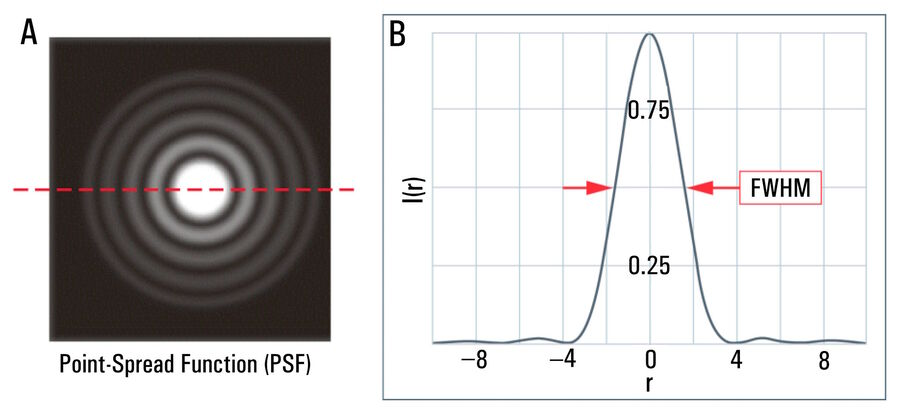 A
Point-Spread Function (PSF)
B
I(r)
0.75
FWHM
0.25
−8
−4
0
4
8
r